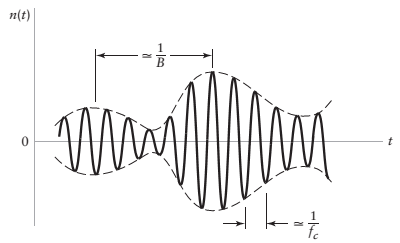 n(t)
≃ 1/B
0
t
≃ 1/f_c